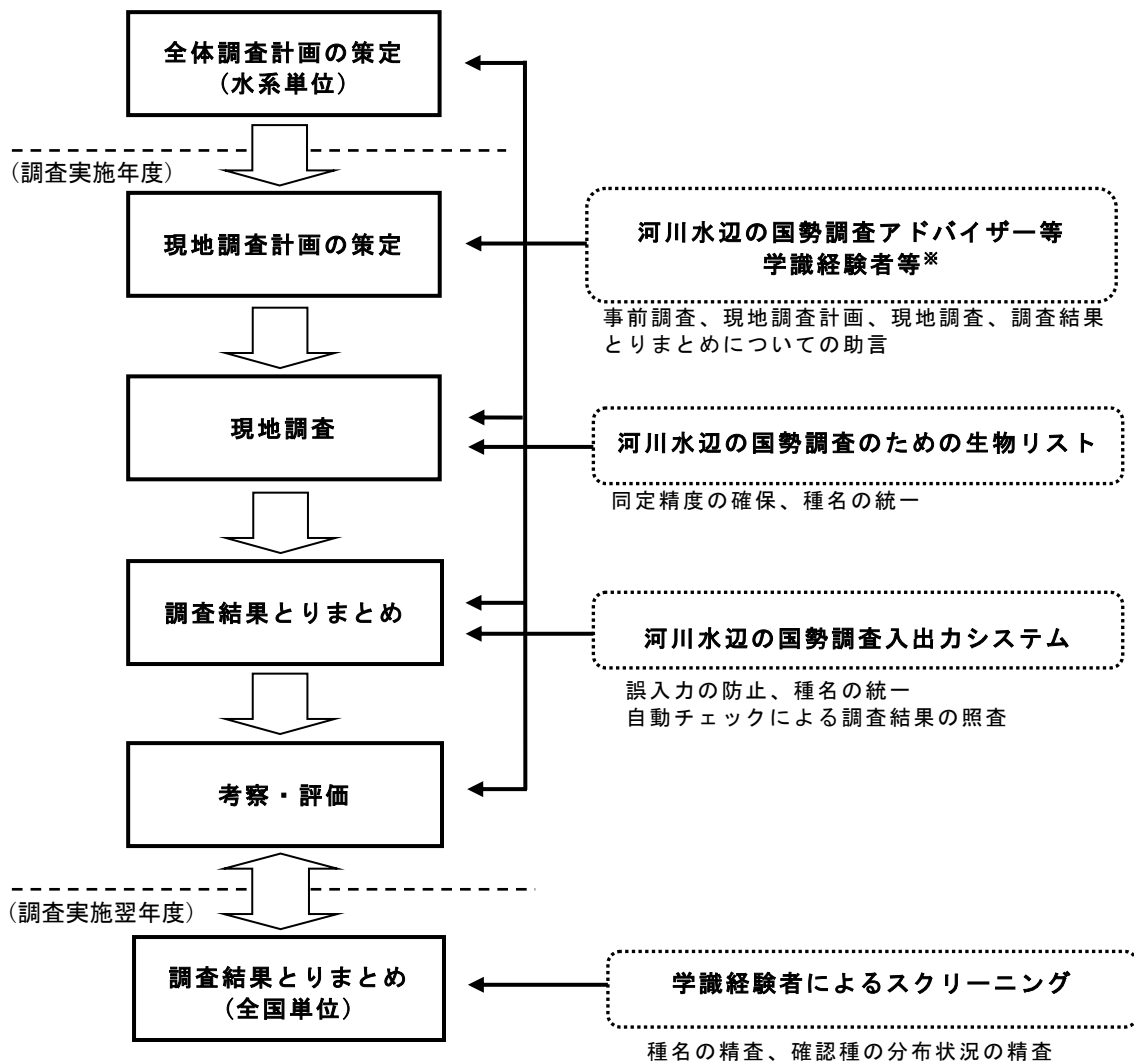 全体調査計画の策定
(水系単位)
(調査実施年度)
現地調査計画の策定
河川水辺の国勢調査アドバイザー等
学識経験者等※
事前調査、現地調査計画、現地調査、調査結果
とりまとめについての助言
現地調査
河川水辺の国勢調査のための生物リスト
同定精度の確保、種名の統一
調査結果とりまとめ
河川水辺の国勢調査入出力システム
誤入力の防止、種名の統一
自動チェックによる調査結果の照査
考察・評価
(調査実施翌年度)
調査結果とりまとめ
(全国単位)
学識経験者によるスクリーニング
種名の精査、確認種の分布状況の精査